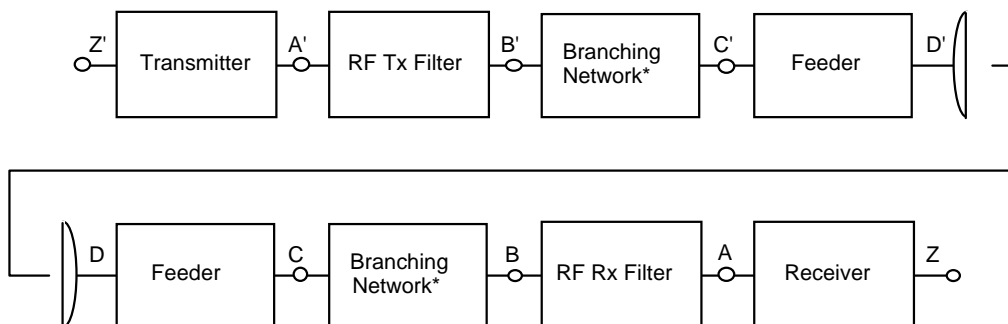 Z'
Transmitter
A'
RF Tx Filter
B'
Branching
Network*
C'
Feeder
D'
D
Feeder
C
Branching
Network*
B
RF Rx Filter
A
Receiver
Z